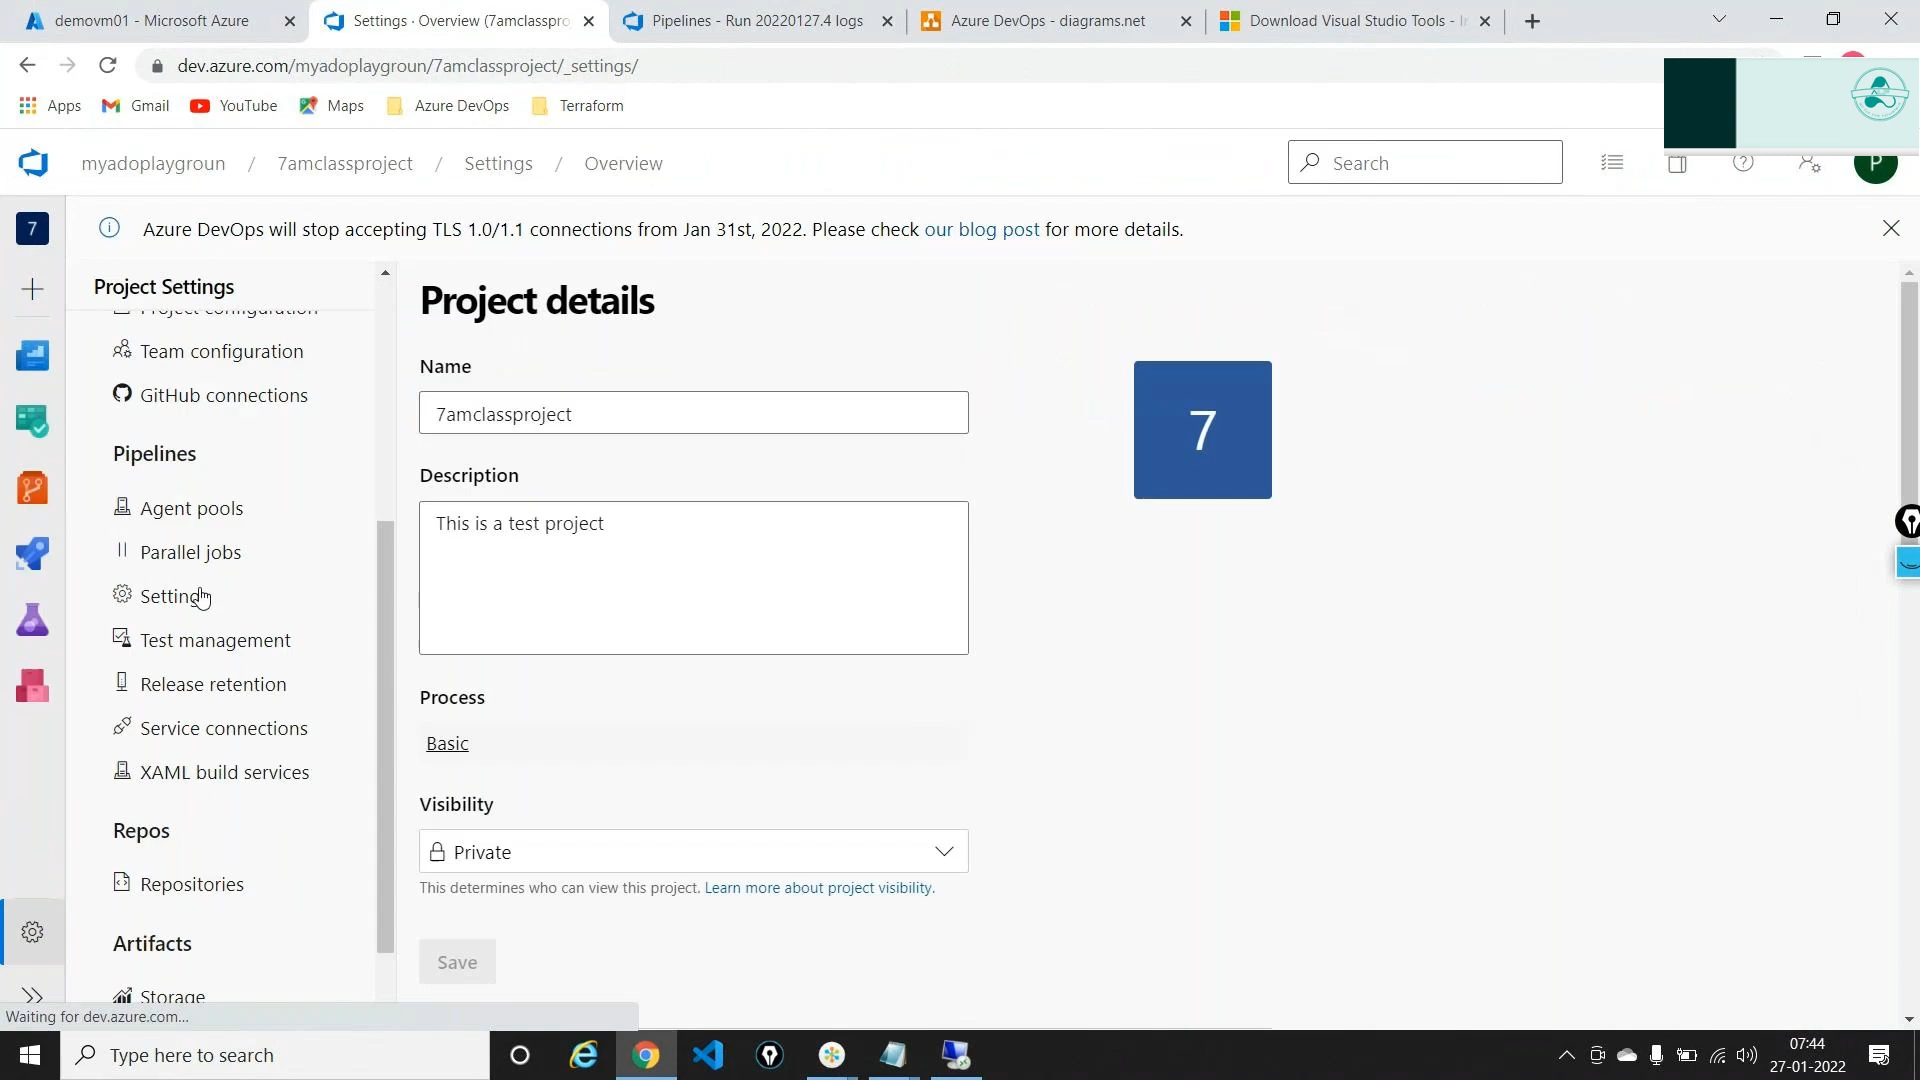 demovm01 - Microsoft Azure
Settings · Overview (7amclasspro
Pipelines - Run 20220127.4 logs
Azure DevOps - diagrams.net
Download Visual Studio Tools - I
dev.azure.com/myadoplaygroun/7amclassproject/_settings/
Apps
Gmail
YouTube
Maps
Azure DevOps
Terraform
myadoplaygroun / 7amclassproject / Settings / Overview
Search
P
7
Azure DevOps will stop accepting TLS 1.0/1.1 connections from Jan 31st, 2022. Please check our blog post for more details.
Project Settings
Project configuration
Team configuration
GitHub connections
Pipelines
Agent pools
Parallel jobs
Settings
Test management
Release retention
Service connections
XAML build services
Repos
Repositories
Artifacts
Storage
Project details
Name
7amclassproject
7
Description
This is a test project
Process
Basic
Visibility
Private
This determines who can view this project. Learn more about project visibility.
Save
Waiting for dev.azure.com...
Type here to search
07:44
27-01-2022